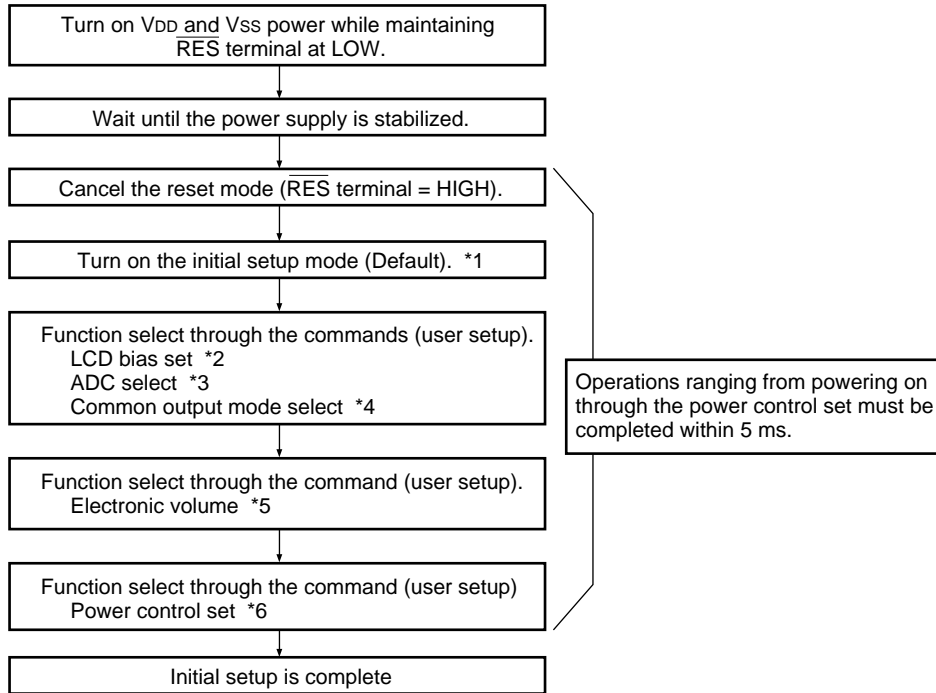 Turn on VDD and VSS power while maintaining
RES terminal at LOW.
Wait until the power supply is stabilized.
Cancel the reset mode (RES terminal = HIGH).
Turn on the initial setup mode (Default). *1
Function select through the commands (user setup).
LCD bias set *2
ADC select *3
Common output mode select *4
Operations ranging from powering on
through the power control set must be
completed within 5 ms.
Function select through the command (user setup).
Electronic volume *5
Function select through the command (user setup)
Power control set *6
Initial setup is complete